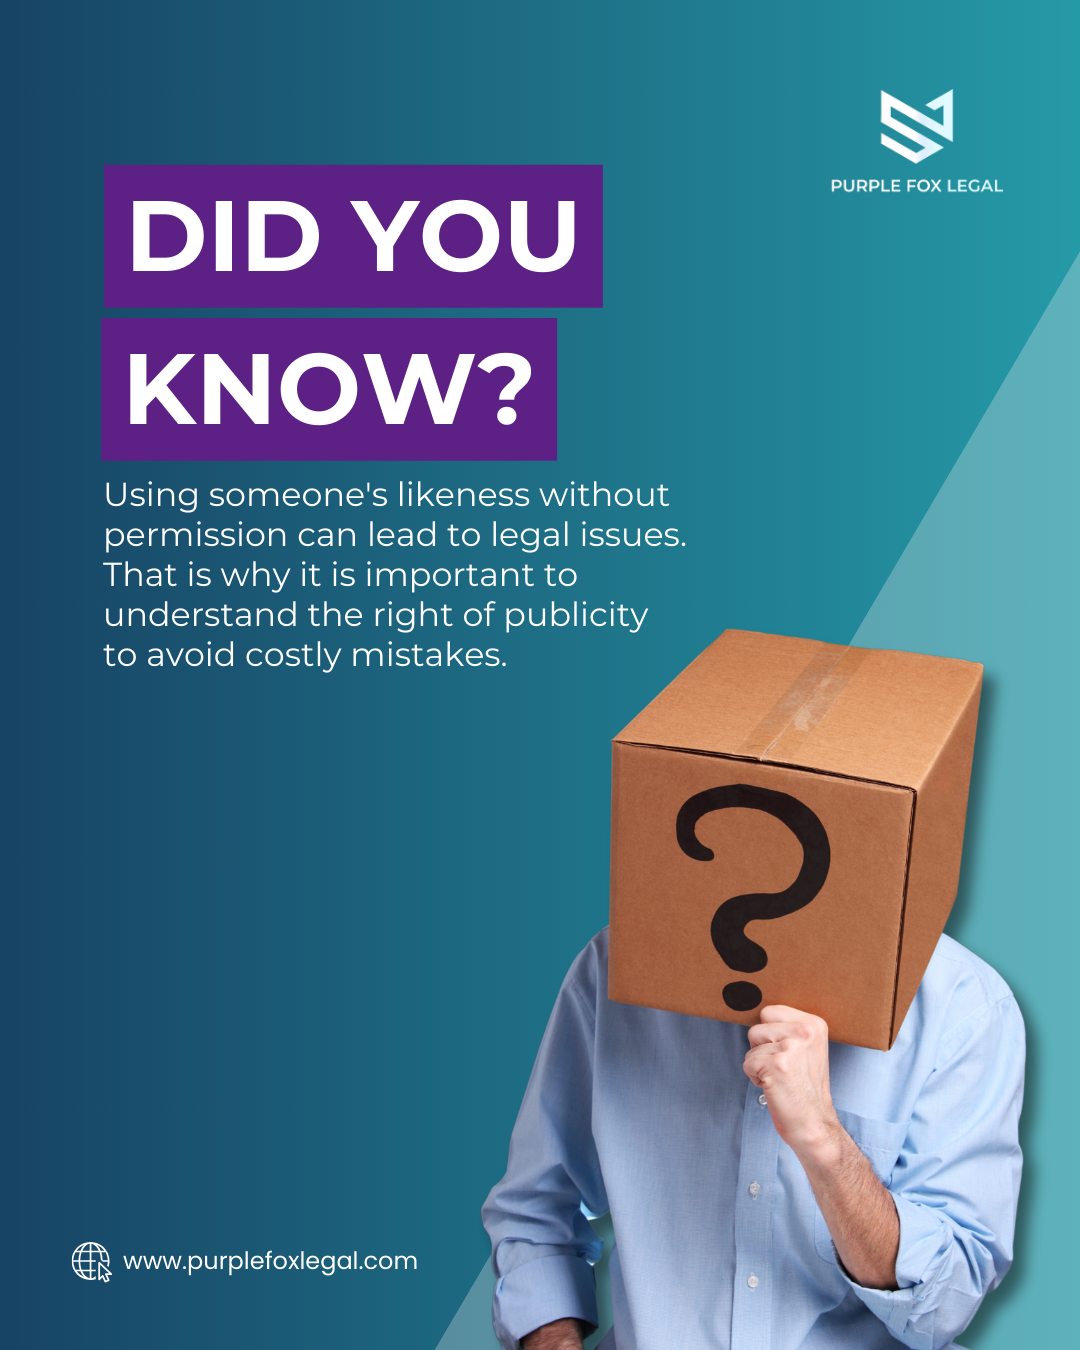 PURPLE FOX LEGAL
DID YOU
KNOW?
Using someone's likeness without
permission can lead to legal issues.
That is why it is important to
understand the right of publicity
to avoid costly mistakes.
?
www.purplefoxlegal.com